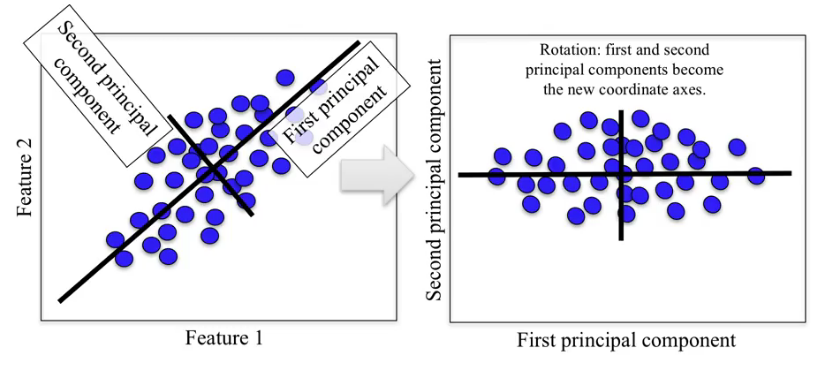 Second principal
component
First principal
component
Feature 2
Feature 1
Rotation: first and second
principal components become
the new coordinate axes.
Second principal component
First principal component